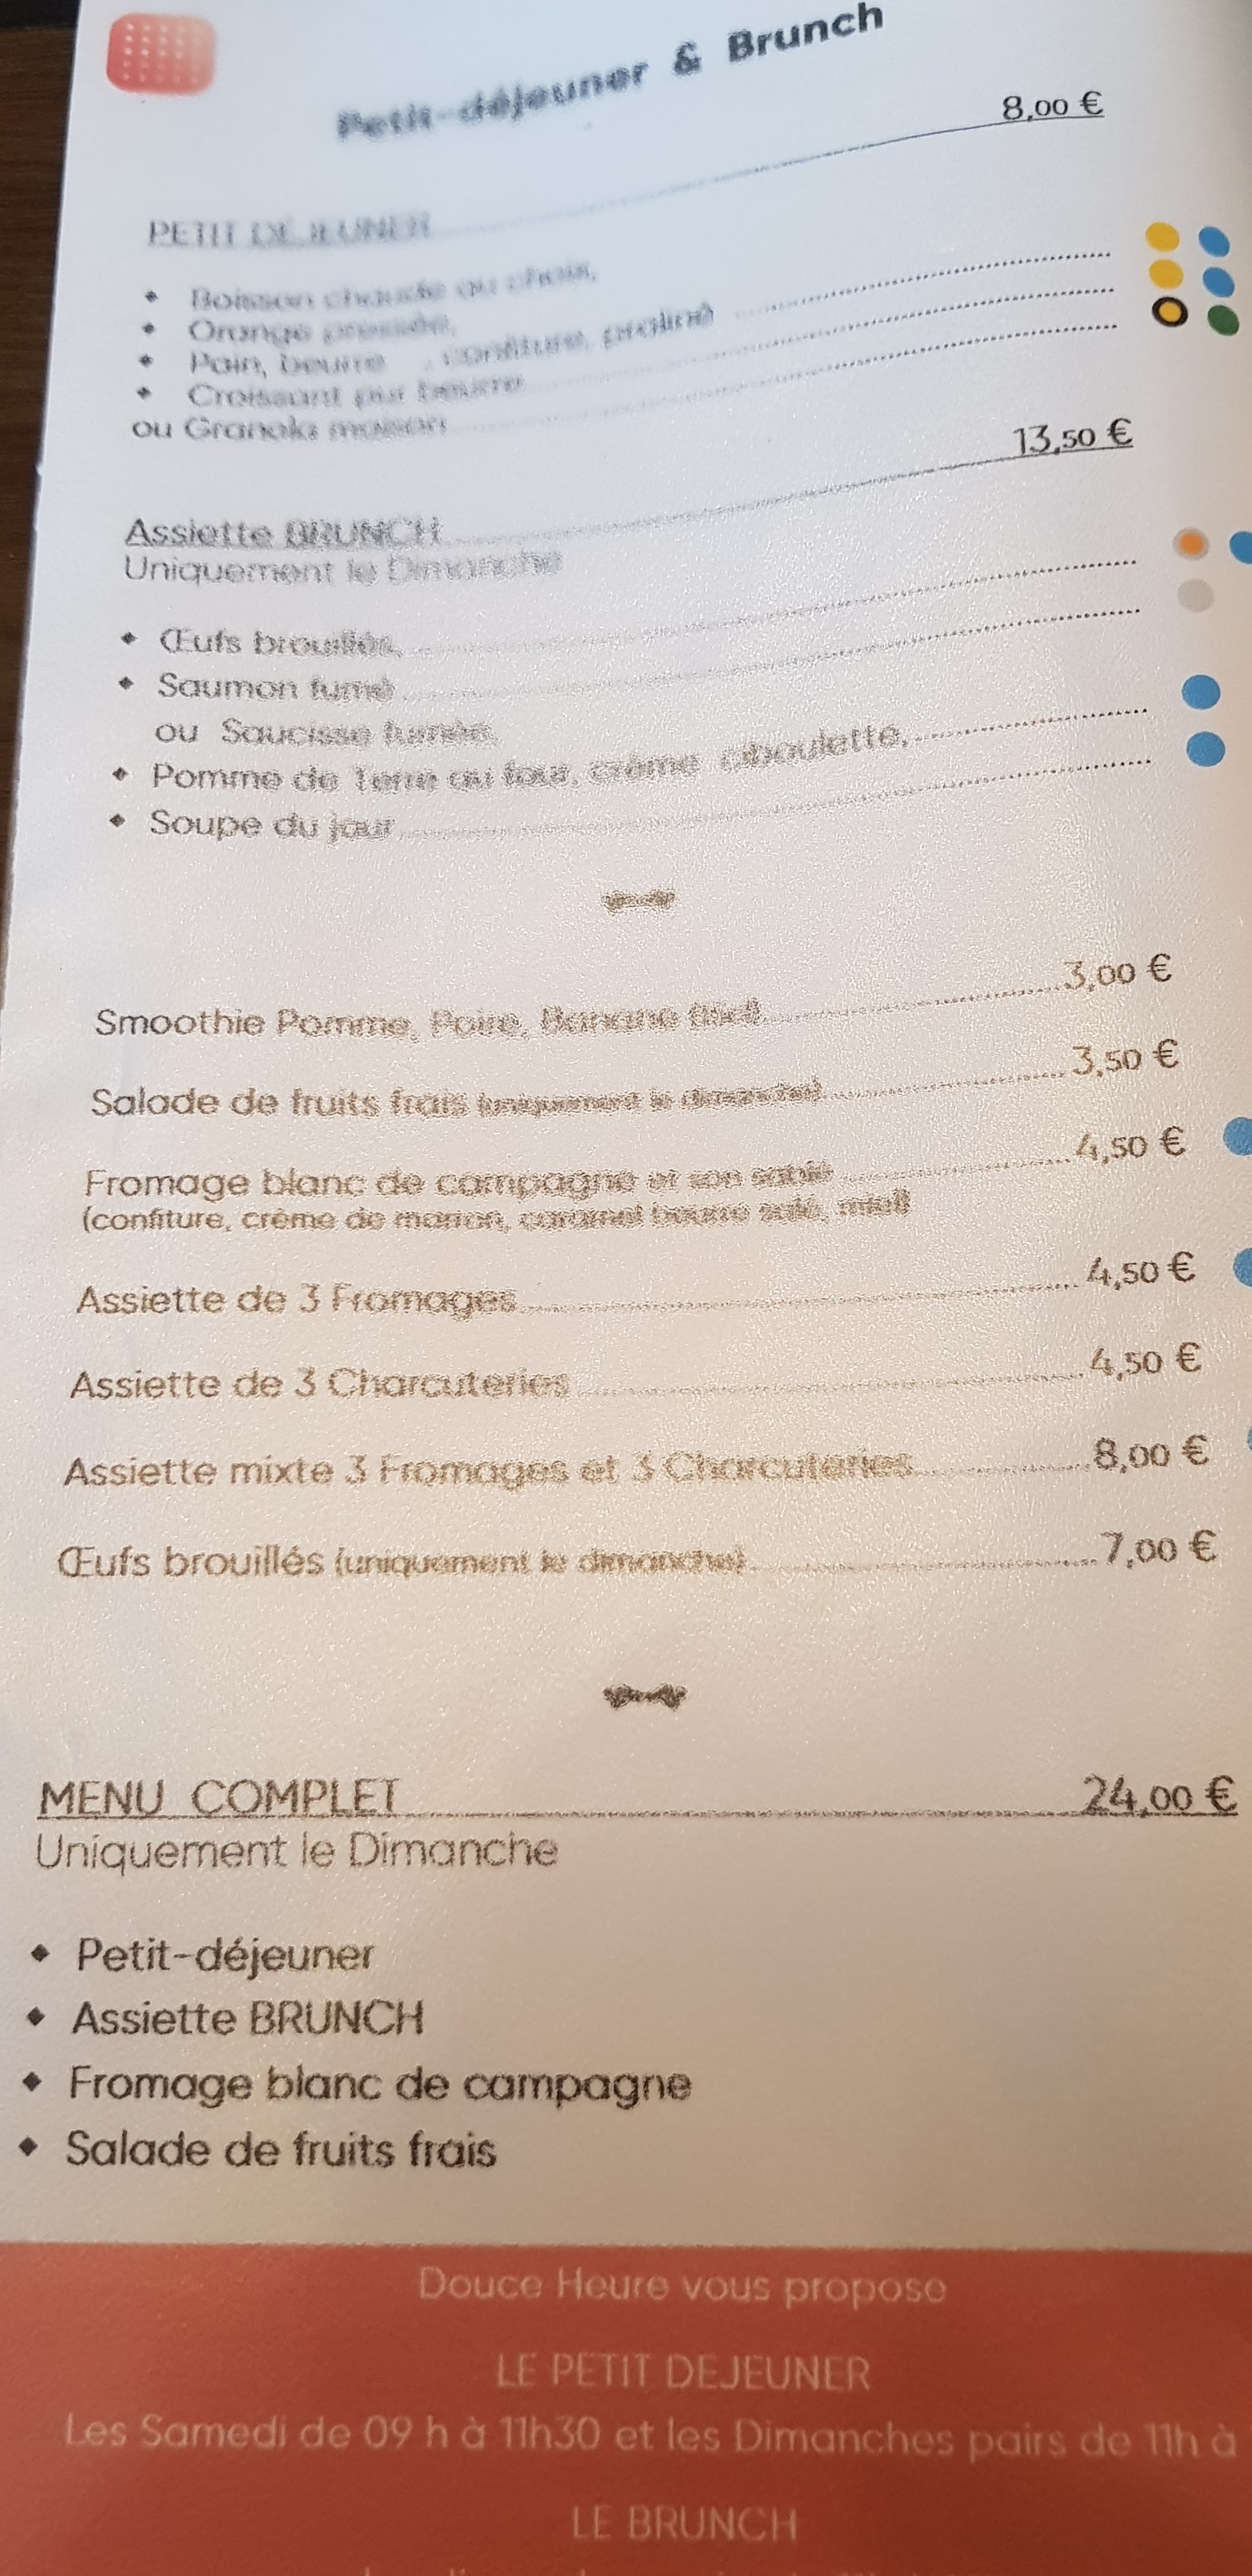 Petit-déjeuner & Brunch
PETIT DÉJEUNER 8,00 €
Boisson chaude au choix,
Orange pressée,
Pain, beurre , confiture, praliné
Croissant pur beurre
ou Granola maison
Assiette BRUNCH 13,50 €
Uniquement le Dimanche
Œufs brouillés,
Saumon fumé
ou Saucisse fumée,
Pomme de Terre au four, crème ciboulette,
Soupe du jour
Smoothie Pomme, Poire, Banane 3,00 €
Salade de fruits frais (uniquement le dimanche) 3,50 €
Fromage blanc de campagne et son sablé 4,50 €
(confiture, crème de marron, caramel beurre salé, miel)
Assiette de 3 Fromages 4,50 €
Assiette de 3 Charcuteries 4,50 €
Assiette mixte 3 Fromages et 3 Charcuteries 8,00 €
Œufs brouillés (uniquement le dimanche) 7,00 €
MENU COMPLET 24,00 €
Uniquement le Dimanche
Petit-déjeuner
Assiette BRUNCH
Fromage blanc de campagne
Salade de fruits frais
Douce Heure vous propose
LE PETIT DEJEUNER
Les Samedi de 09 h à 11h30 et les Dimanches pairs de 11h à
LE BRUNCH